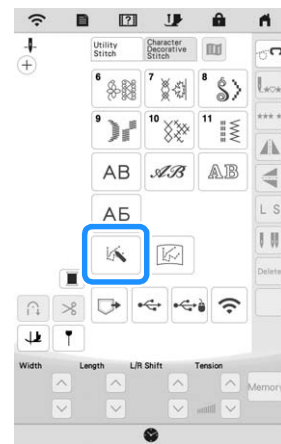 Utility
Stitch
Character
Decorative
Stitch
6
7
8
9
10
11
AB
AB
AB
АБ
L S
Delete
Width
Length
L/R Shift
Tension
Memory